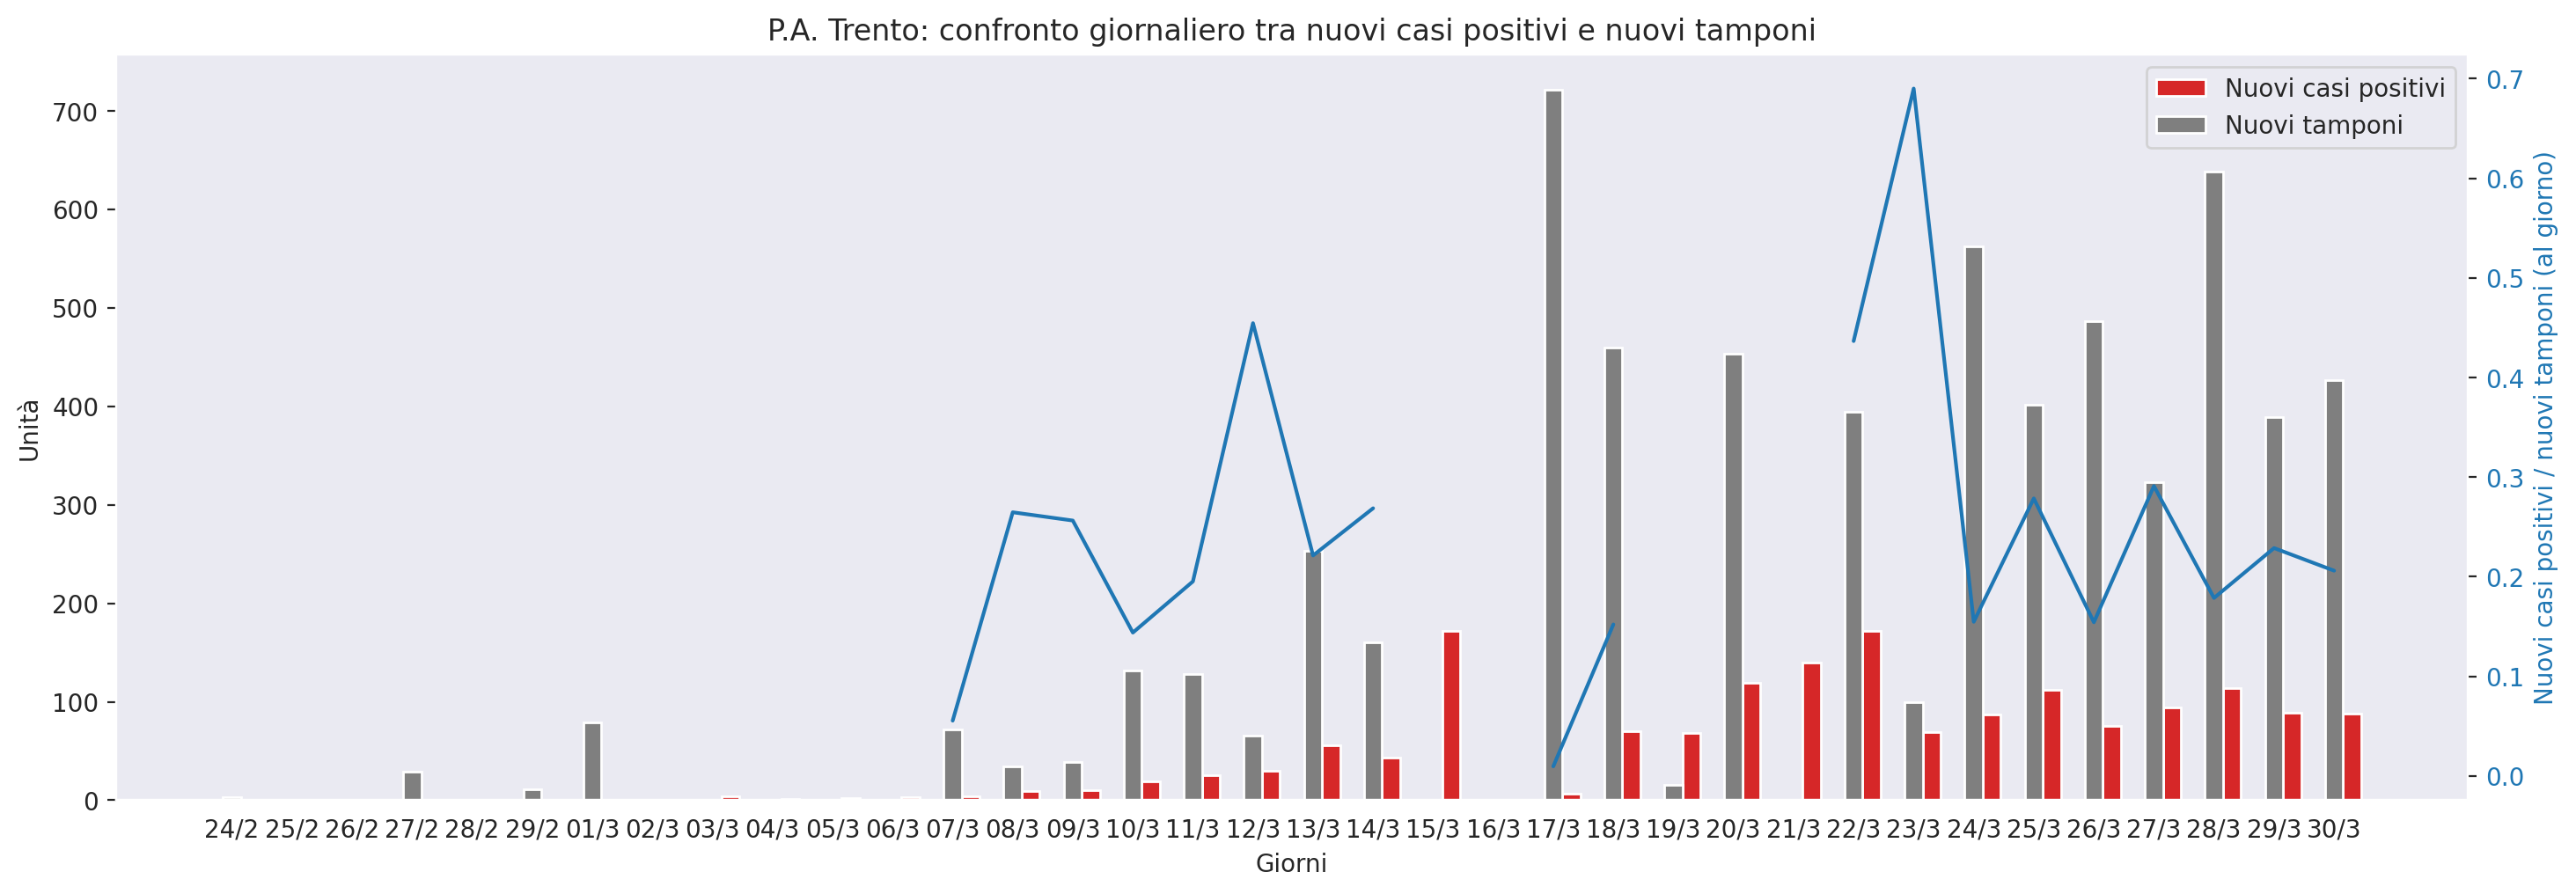 P.A. Trento: confronto giornaliero tra nuovi casi positivi e nuovi tamponi
Nuovi casi positivi
Nuovi tamponi
Unità
700
600
500
400
300
200
100
0
0.7
0.6
0.5
0.4
0.3
0.2
0.1
0.0
Nuovi casi positivi / nuovi tamponi (al giorno)
24/2 25/2 26/2 27/2 28/2 29/2 01/3 02/3 03/3 04/3 05/3 06/3 07/3 08/3 09/3 10/3 11/3 12/3 13/3 14/3 15/3 16/3 17/3 18/3 19/3 20/3 21/3 22/3 23/3 24/3 25/3 26/3 27/3 28/3 29/3 30/3
Giorni